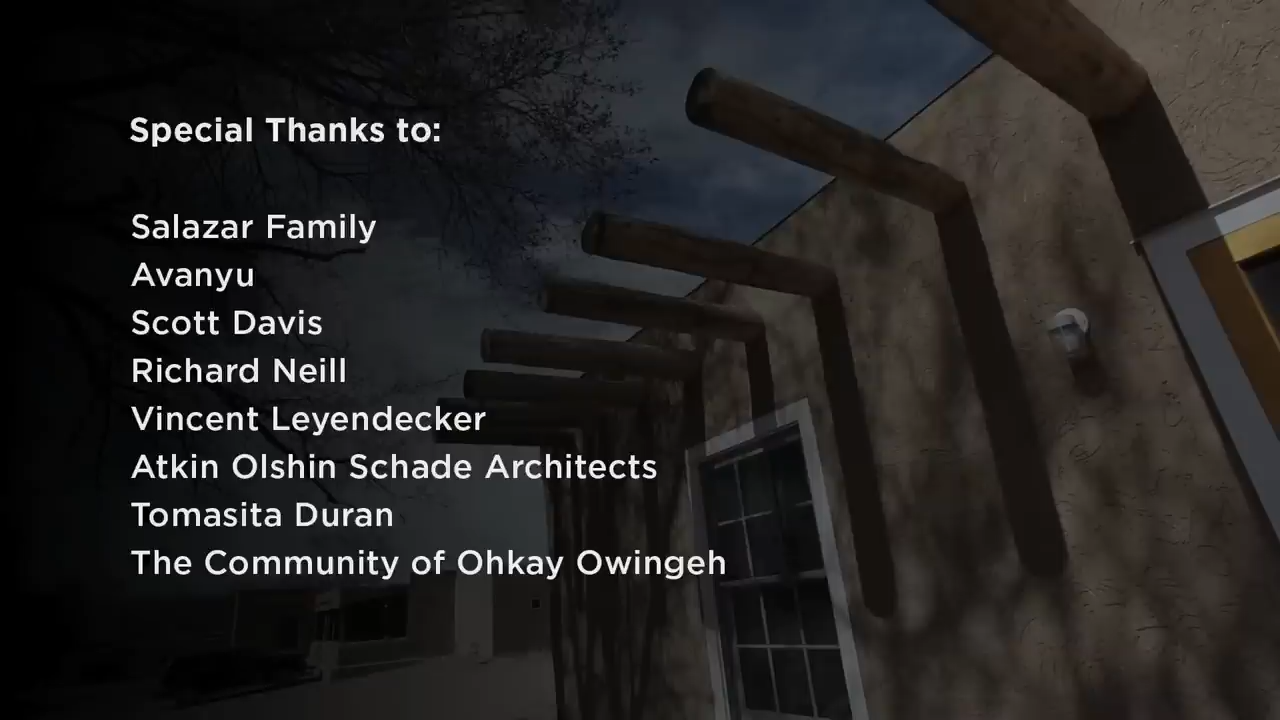 Special Thanks to:
Salazar Family
Avanyu
Scott Davis
Richard Neill
Vincent Leyendecker
Atkin Olshin Schade Architects
Tomasita Duran
The Community of Ohkay Owingeh